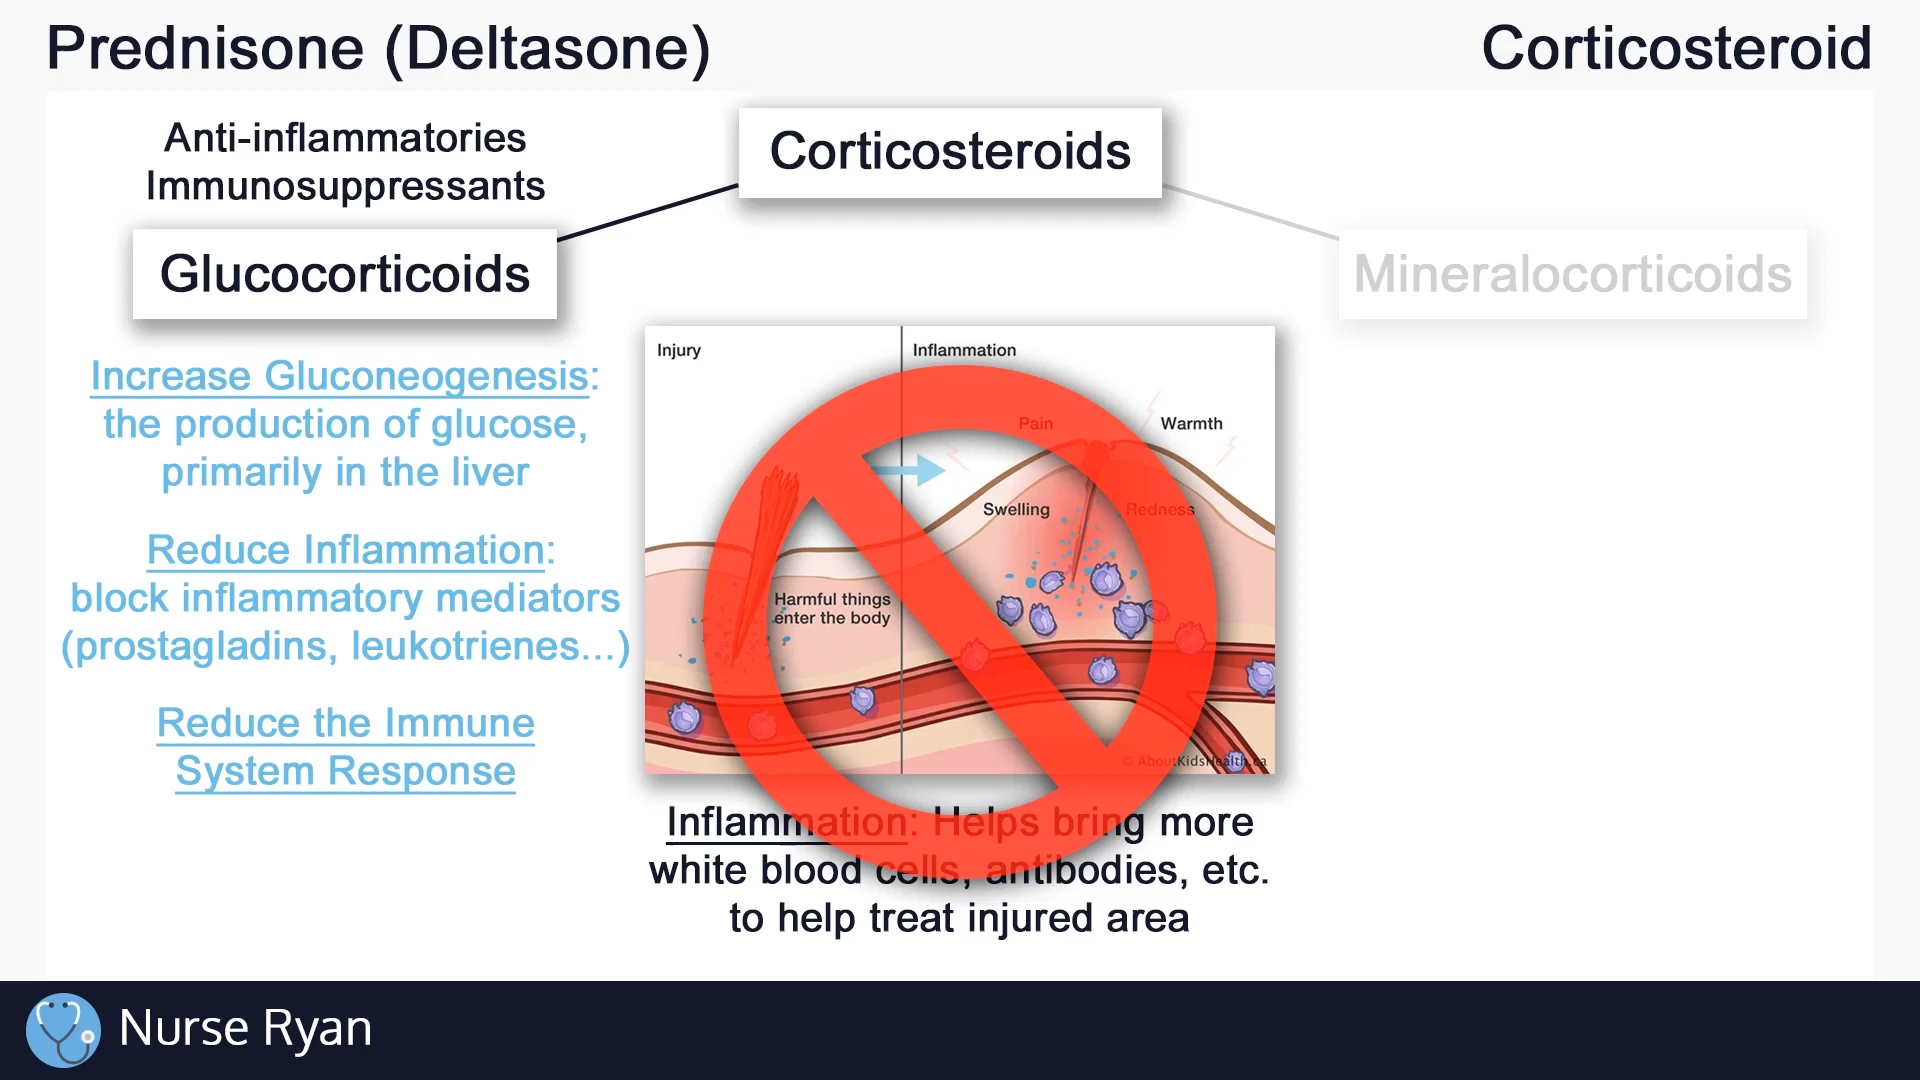 Prednisone (Deltasone)
Corticosteroid
Anti-inflammatories
Immunosuppressants
Corticosteroids
Glucocorticoids
Mineralocorticoids
Increase Gluconeogenesis:
the production of glucose,
primarily in the liver
Reduce Inflammation:
block inflammatory mediators
(prostagladins, leukotrienes...)
Reduce the Immune
System Response
Injury
Inflammation
Pain
Warmth
Swelling
Redness
Harmful things
enter the body
© AboutKidsHealth.ca
Inflammation: Helps bring more
white blood cells, antibodies, etc.
to help treat injured area
Nurse Ryan